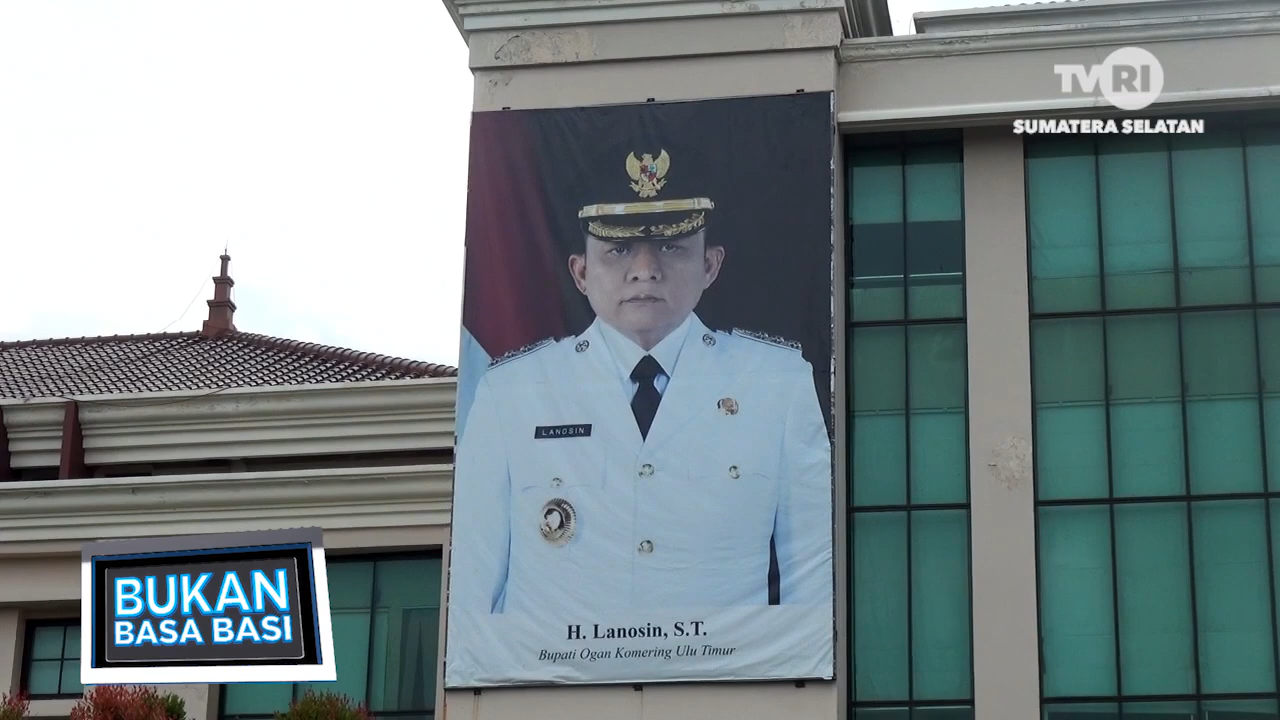 TVRI
SUMATERA SELATAN
LANOSIN
H. Lanosin, S.T.
Bupati Ogan Komering Ulu Timur
BUKAN
BASA BASI